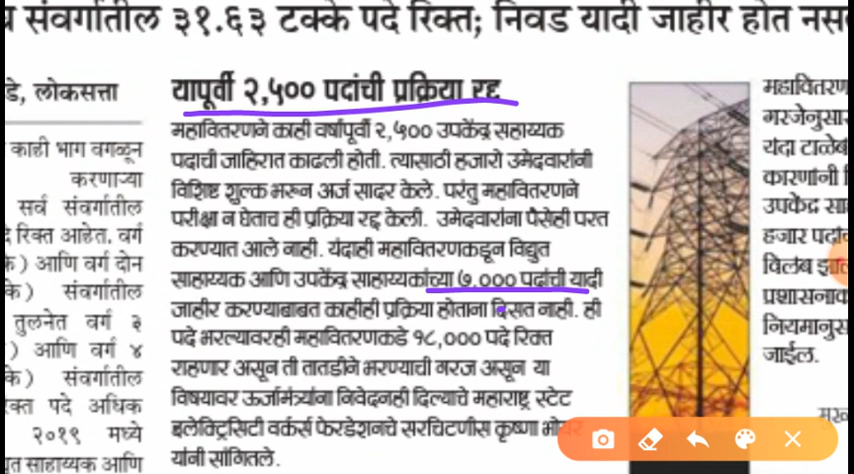 संवर्गातील ३१.६३ टक्के पदे रिक्त; निवड यादी जाहीर होत नस
डे, लोकसत्ता
काही भाग वगळून
करणाऱ्या
सर्व संवर्गातील
रिक्त आहेत. वर्ग
) आणि वर्ग दोन
के) संवर्गातील
तुलनेत वर्ग ३
) आणि वर्ग ४
के) संवर्गातील
क्त पदे अधिक
२०१९ मध्ये
त साहाय्यक आणि
यापूर्वी २,५०० पदांची प्रक्रिया रद्द
महावितरणने काही वर्षांपूर्वी २,५०० उपकेंद्र सहाय्यक
पदाची जाहिरात काढली होती. त्यासाठी हजारो उमेदवारांनी
विशिष्ट शुल्क भरून अर्ज सादर केले. परंतु महावितरणने
परीक्षा न घेताच ही प्रक्रिया रद्द केली. उमेदवारांना पैसेही परत
करण्यात आले नाही. यंदाही महावितरणकडून विद्युत
साहाय्यक आणि उपकेंद्र साहाय्यकांच्या ७,००० पदांची यादी
जाहीर करण्याबाबत काहीही प्रक्रिया होताना दिसत नाही. ही
पदे भरल्यावरही महावितरणकडे १८,००० पदे रिक्त
राहणार असून ती तातडीने भरण्याची गरज असून या
विषयावर ऊर्जामंत्र्यांना निवेदनही दिल्याचे महाराष्ट्र स्टेट
इलेक्ट्रिसिटी वर्कर्स फेडरेशनचे सरचिटणीस कृष्णा
यांनी सांगितले.
महावितरण
गरजेनुसार
यंदा टाळेबं
कारणांनी
उपकेंद्र सा
हजार पदां
विलंब
प्रशासनाक
नियमानुस
जाईल.